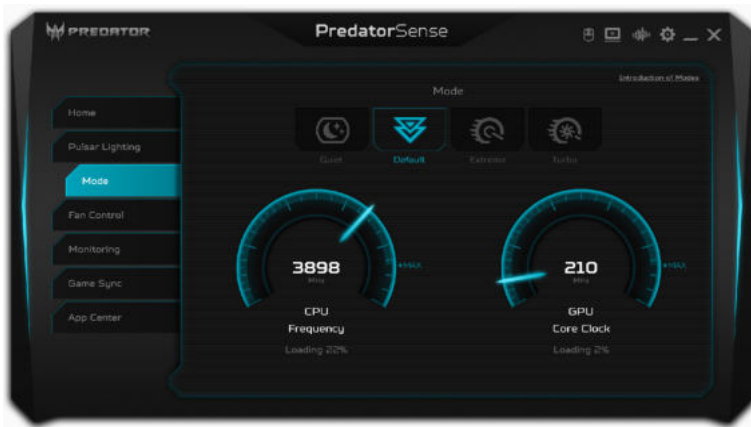 PREDATOR
PredatorSense
Introduction of Modes
Mode
Home
Pulsar Lighting
Mode
Fan Control
Monitoring
Game Sync
App Center
Quiet
Default
Extreme
Turbo
3898
MHz
MAX
CPU
Frequency
Loading 22%
210
MHz
MAX
GPU
Core Clock
Loading 2%